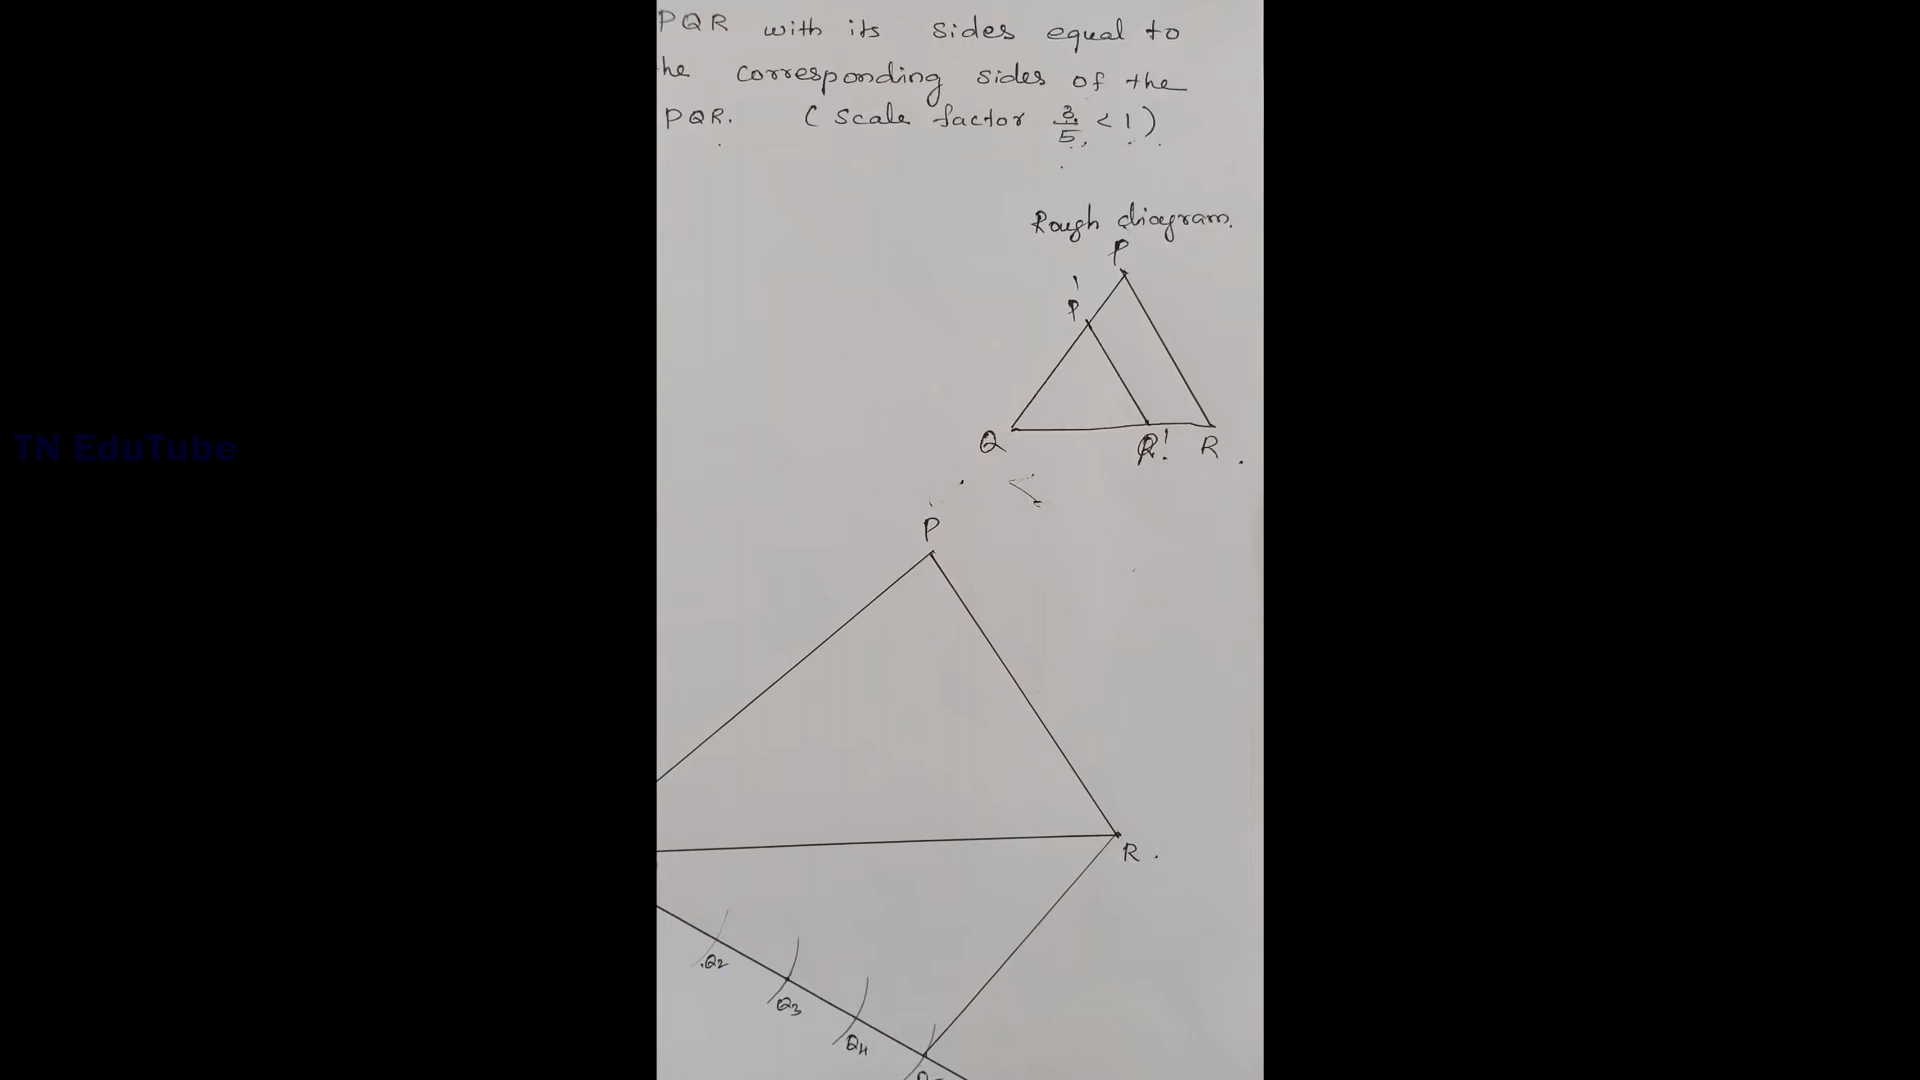 PQR with its sides equal to
he corresponding sides of the
PQR. ( scale factor 3/5 < 1 )
Rough diagram.
P
P'
Q R' R
P
R.
Q2
Q3
Q4
TN EduTube